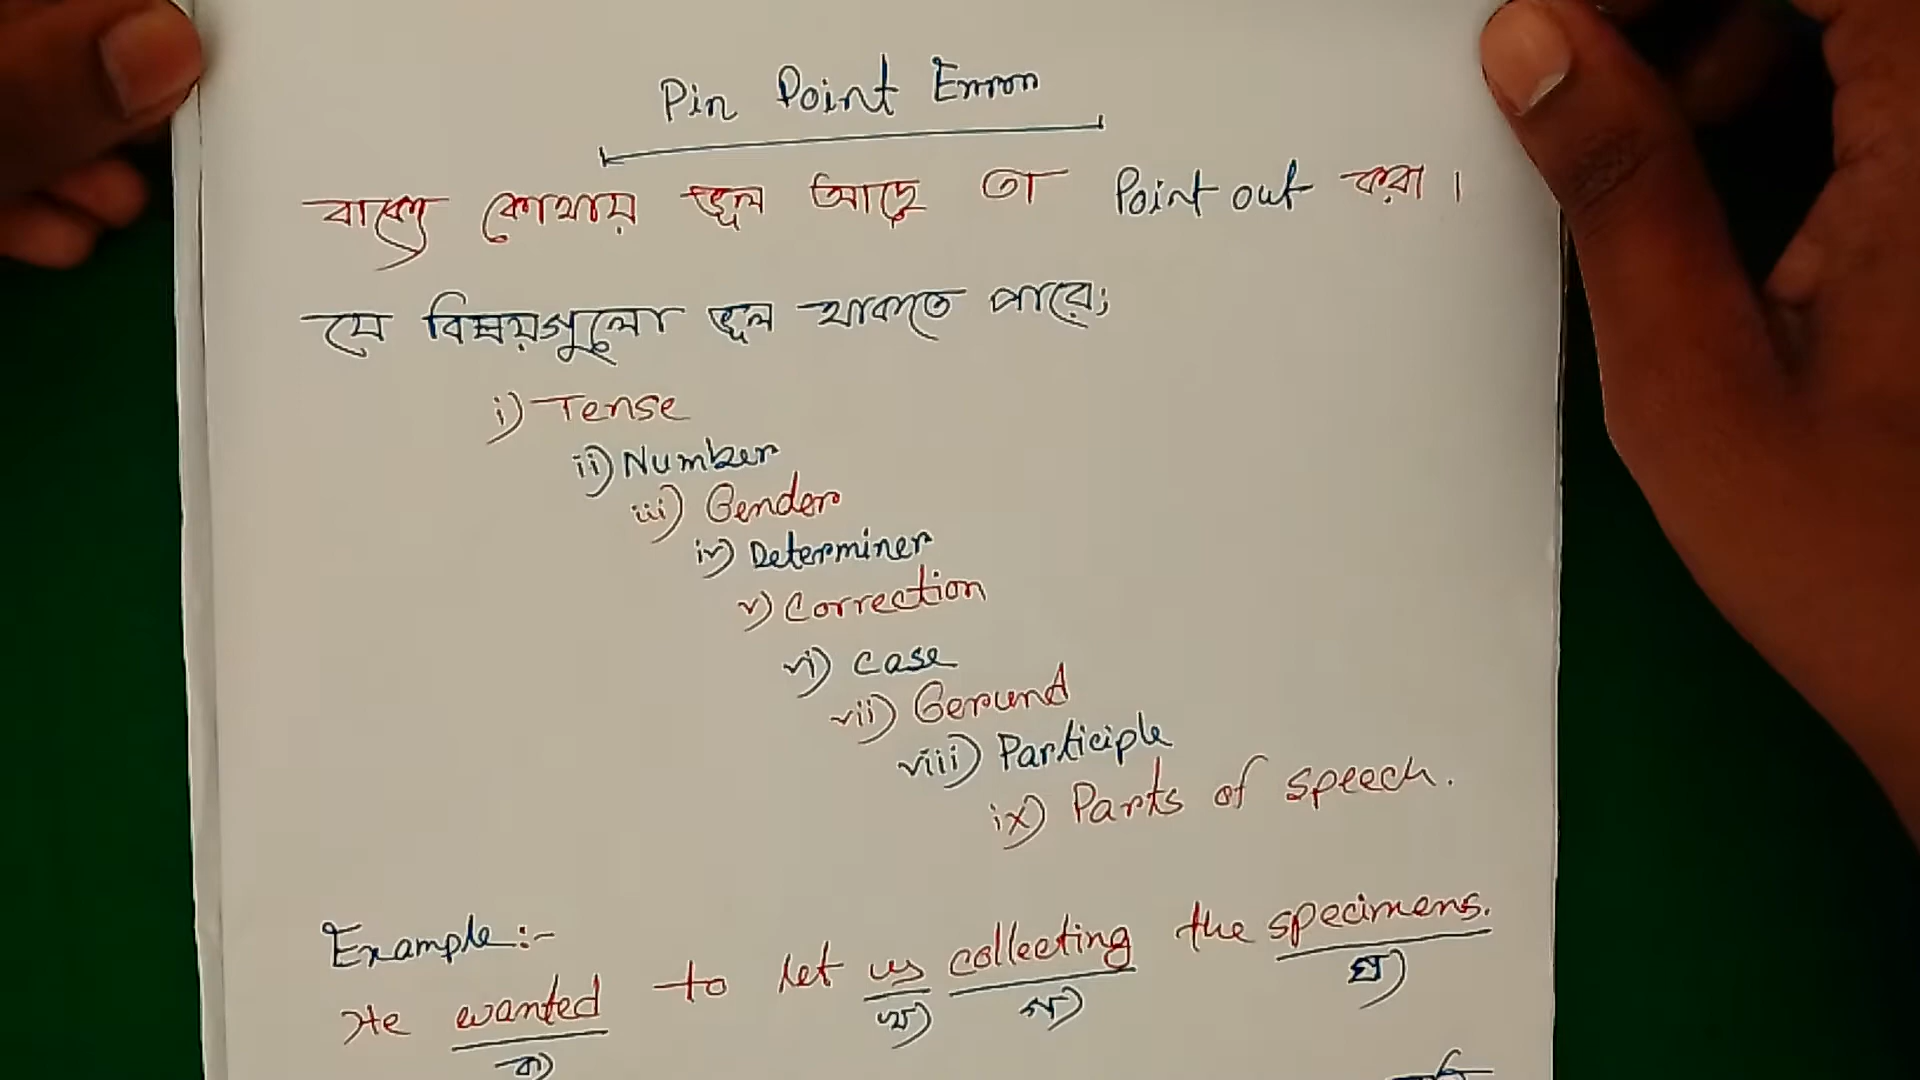 Pin Point Error
বাক্যে কোথায় ভুল আছে তা Point out করা।
যে বিষয়গুলো ভুল থাকতে পারে;
i) Tense
ii) Number
iii) Gender
iv) Determiner
v) Correction
vi) Case
vii) Gerund
viii) Participle
ix) Parts of speech.
Example:-
He wanted to let us collecting the specimens.
ক) খ) গ) ঘ)